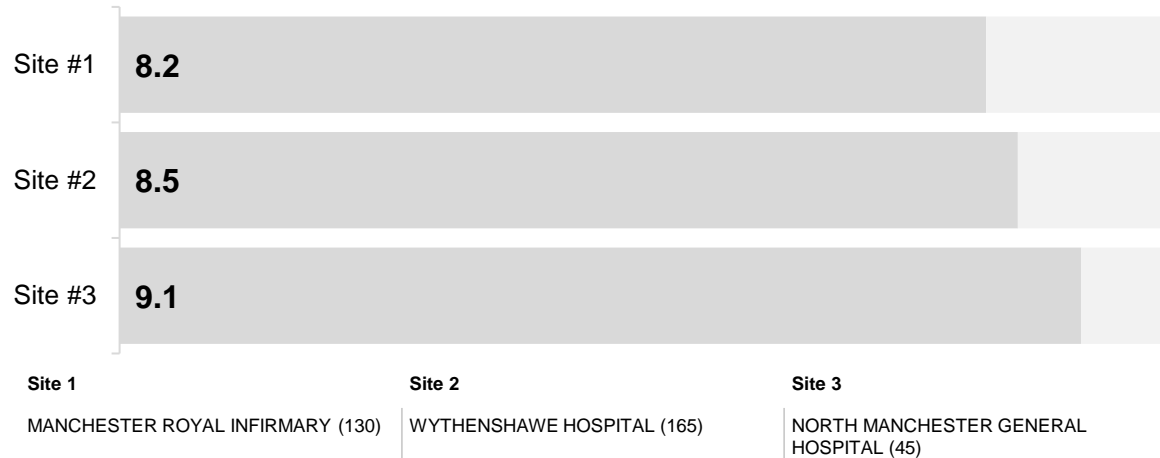 Site #1
8.2
Site #2
8.5
Site #3
9.1
Site 1
Site 2
Site 3
MANCHESTER ROYAL INFIRMARY (130)
WYTHENSHAWE HOSPITAL (165)
NORTH MANCHESTER GENERAL
HOSPITAL (45)